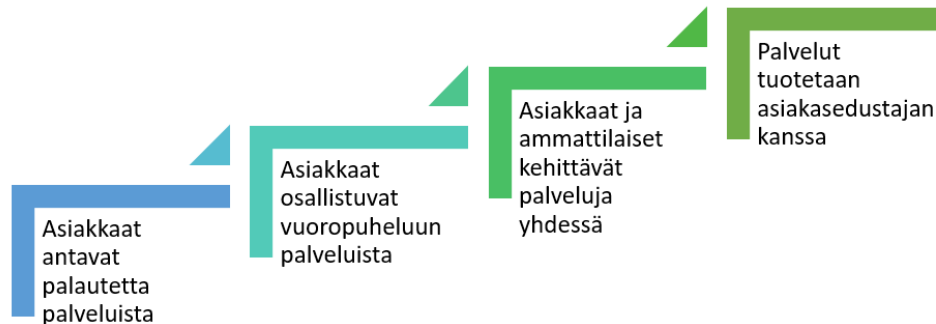 Asiakkaat
antavat
palautetta
palveluista
Asiakkaat
osallistuvat
vuoropuheluun
palveluista
Asiakkaat ja
ammattilaiset
kehittävät
palveluja
yhdessä
Palvelut
tuotetaan
asiakasedustajan
kanssa